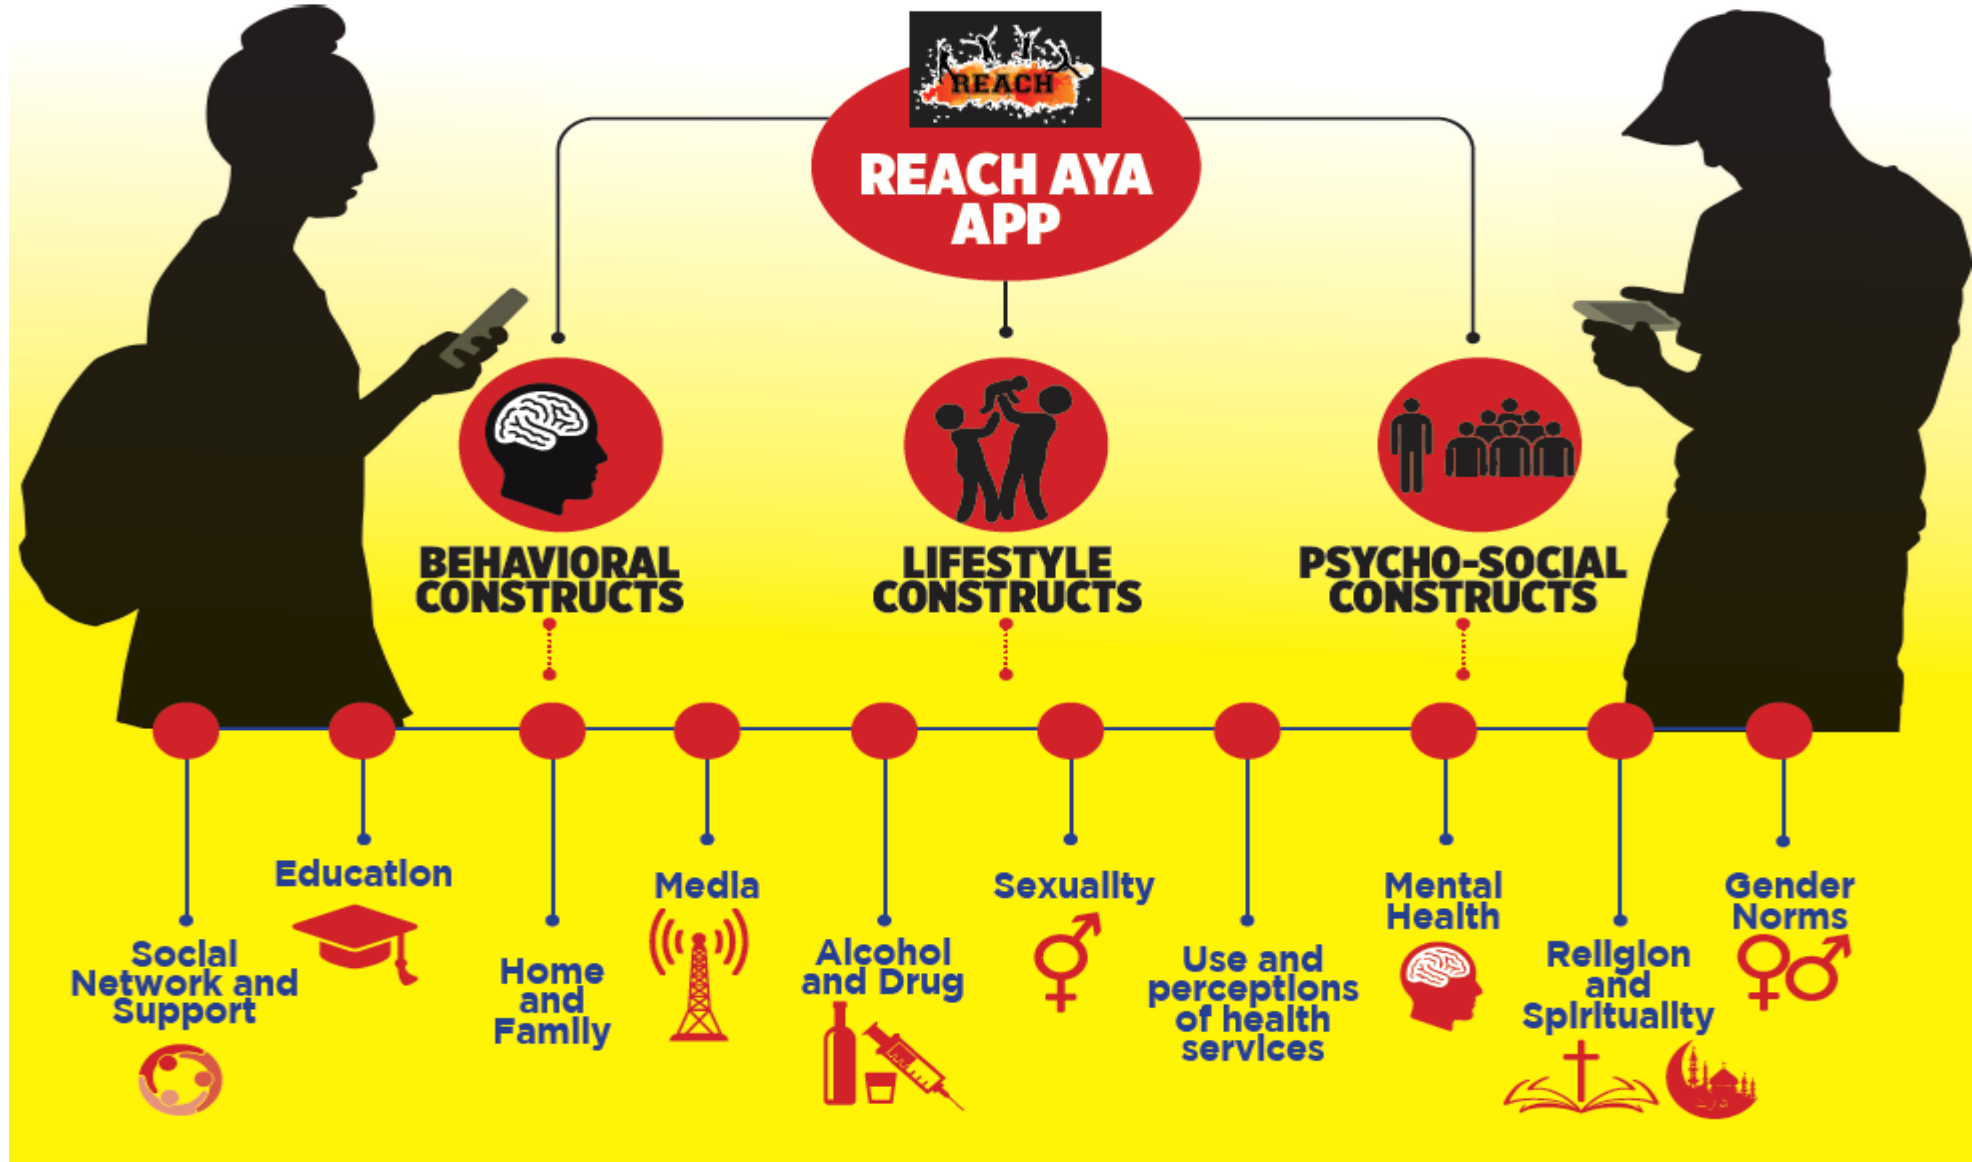 REACH
REACH AYA
APP
BEHAVIORAL
CONSTRUCTS
LIFESTYLE
CONSTRUCTS
PSYCHO-SOCIAL
CONSTRUCTS
Social
Network and
Support
Education
Home
and
Family
Media
Alcohol
and Drug
Sexuality
Use and
perceptions
of health
services
Mental
Health
Religion
and
Spirituality
Gender
Norms